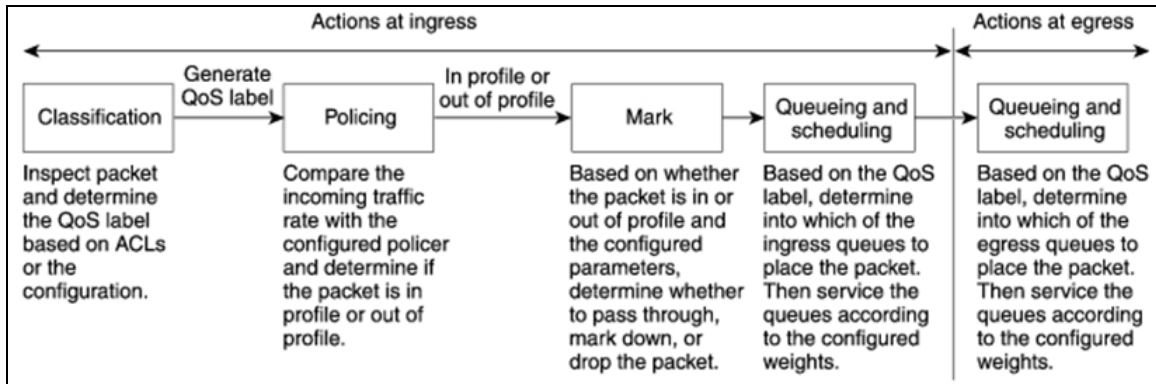 Actions at ingress
Actions at egress
Generate
QoS label
In profile or
out of profile
Classification
Policing
Mark
Queueing and
scheduling
Queueing and
scheduling
Inspect packet
and determine
the QoS label
based on ACLs
or the
configuration.
Compare the
incoming traffic
rate with the
configured policer
and determine if
the packet is in
profile or out of
profile.
Based on whether
the packet is in or
out of profile and
the configured
parameters,
determine whether
to pass through,
mark down, or
drop the packet.
Based on the QoS
label, determine
into which of the
ingress queues to
place the packet.
Then service the
queues according
to the configured
weights.
Based on the QoS
label, determine
into which of the
egress queues to
place the packet.
Then service the
queues according
to the configured
weights.